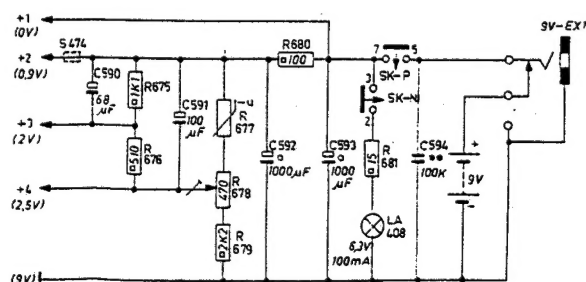 +1
(0V)
S474
+2
(0,9V)
C590
68
µF
1K1
R675
+3
(2V)
510
R
676
C591
100
µF
R
677
R680
100
C592
1000µF
C593
1000
µF
7
5
SK-P
3
SK-N
2
15
R
681
C594
100K
9V-EXT
+
9V
-
+4
(2,5V)
470
R
678
2K2
R
679
LA
408
6,3V
100mA
(9V)